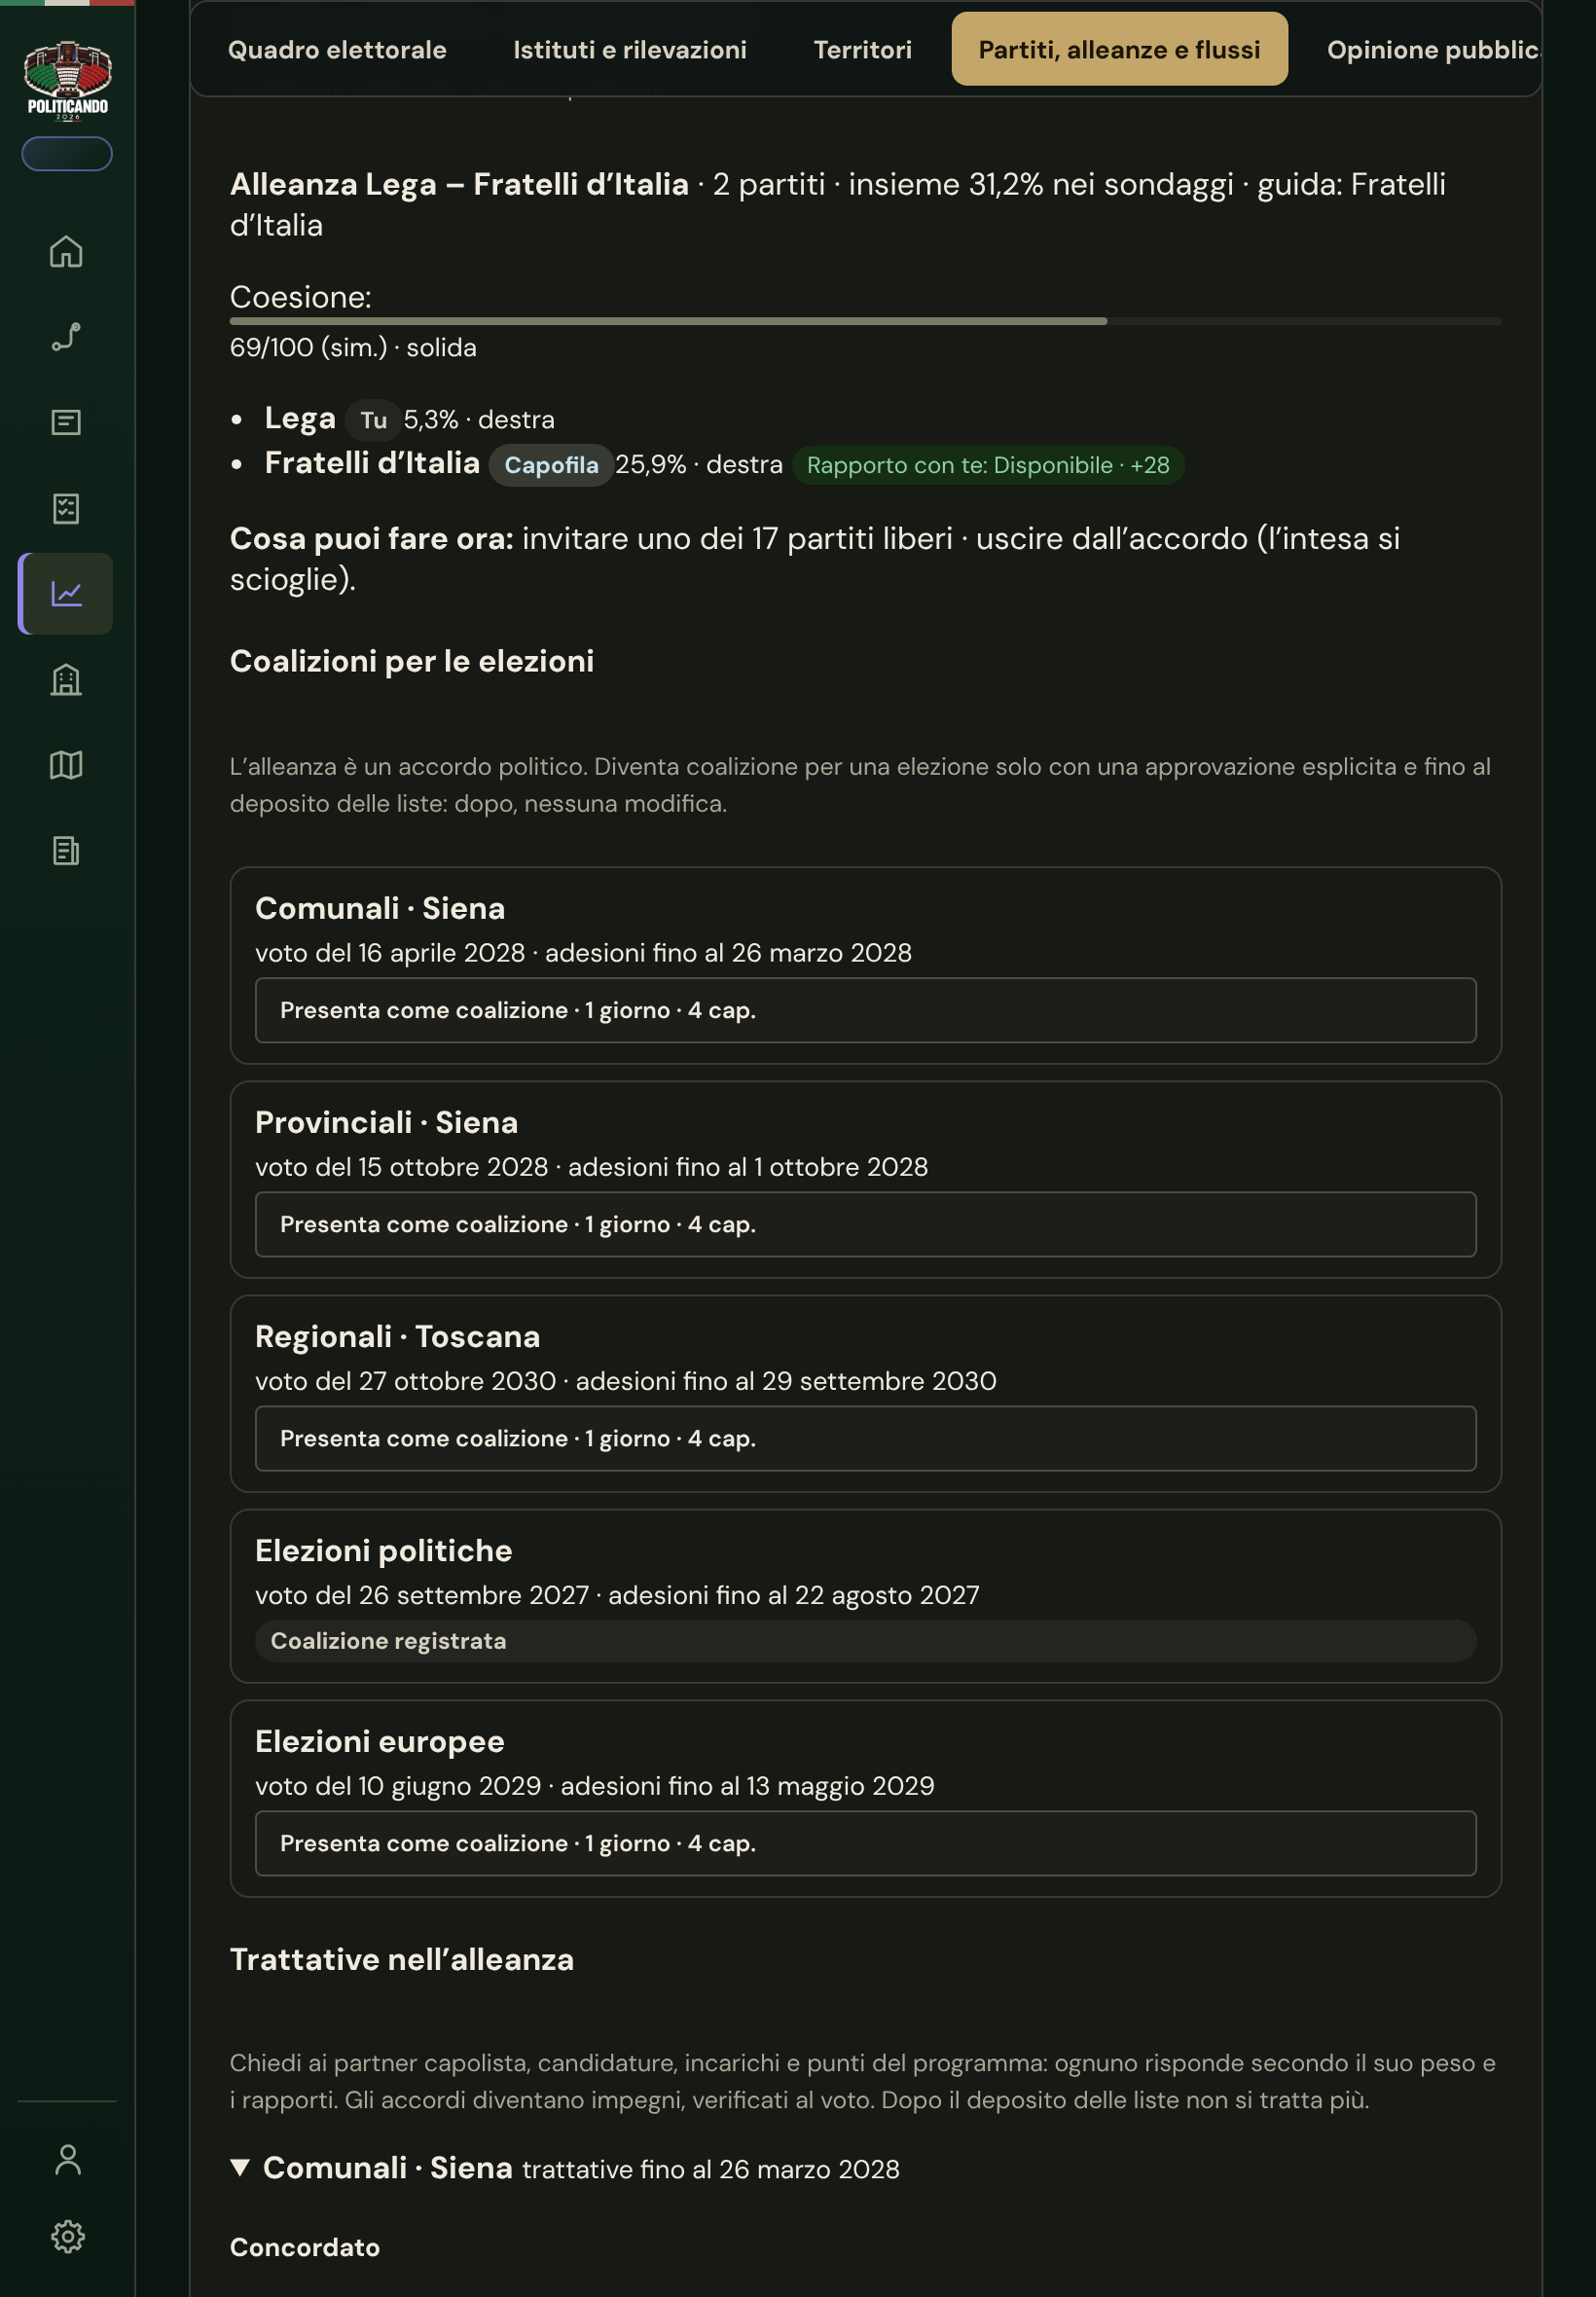 POLITICANDO
2026
Quadro elettorale
Istituti e rilevazioni
Territori
Partiti, alleanze e flussi
Opinione pubblic
Alleanza Lega – Fratelli d’Italia · 2 partiti · insieme 31,2% nei sondaggi · guida: Fratelli
d’Italia
Coesione:
69/100 (sim.) · solida
• Lega Tu 5,3% · destra
• Fratelli d’Italia Capofila 25,9% · destra Rapporto con te: Disponibile · +28
Cosa puoi fare ora: invitare uno dei 17 partiti liberi · uscire dall’accordo (l’intesa si
scioglie).
Coalizioni per le elezioni
L’alleanza è un accordo politico. Diventa coalizione per una elezione solo con una approvazione esplicita e fino al
deposito delle liste: dopo, nessuna modifica.
Comunali · Siena
voto del 16 aprile 2028 · adesioni fino al 26 marzo 2028
Presenta come coalizione · 1 giorno · 4 cap.
Provinciali · Siena
voto del 15 ottobre 2028 · adesioni fino al 1 ottobre 2028
Presenta come coalizione · 1 giorno · 4 cap.
Regionali · Toscana
voto del 27 ottobre 2030 · adesioni fino al 29 settembre 2030
Presenta come coalizione · 1 giorno · 4 cap.
Elezioni politiche
voto del 26 settembre 2027 · adesioni fino al 22 agosto 2027
Coalizione registrata
Elezioni europee
voto del 10 giugno 2029 · adesioni fino al 13 maggio 2029
Presenta come coalizione · 1 giorno · 4 cap.
Trattative nell’alleanza
Chiedi ai partner capolista, candidature, incarichi e punti del programma: ognuno risponde secondo il suo peso e
i rapporti. Gli accordi diventano impegni, verificati al voto. Dopo il deposito delle liste non si tratta più.
▼ Comunali · Siena trattative fino al 26 marzo 2028
Concordato